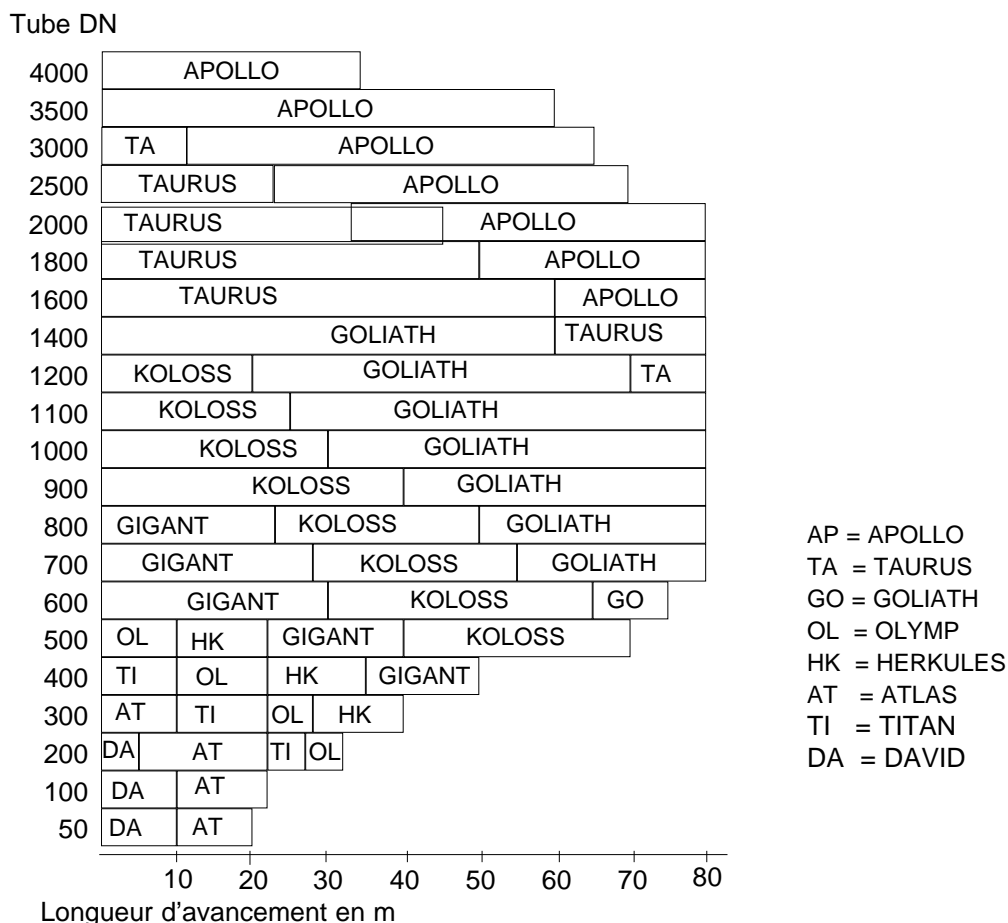 Tube DN
4000 APOLLO
3500 APOLLO
3000 TA APOLLO
2500 TAURUS APOLLO
2000 TAURUS APOLLO
1800 TAURUS APOLLO
1600 TAURUS APOLLO
1400 GOLIATH TAURUS
1200 KOLOSS GOLIATH TA
1100 KOLOSS GOLIATH
1000 KOLOSS GOLIATH
900 KOLOSS GOLIATH
800 GIGANT KOLOSS GOLIATH
700 GIGANT KOLOSS GOLIATH
600 GIGANT KOLOSS GO
500 OL HK GIGANT KOLOSS
400 TI OL HK GIGANT
300 AT TI OL HK
200 DA AT TI OL
100 DA AT
50 DA AT
10 20 30 40 50 60 70 80
Longueur d'avancement en m
AP = APOLLO
TA = TAURUS
GO = GOLIATH
OL = OLYMP
HK = HERKULES
AT = ATLAS
TI = TITAN
DA = DAVID